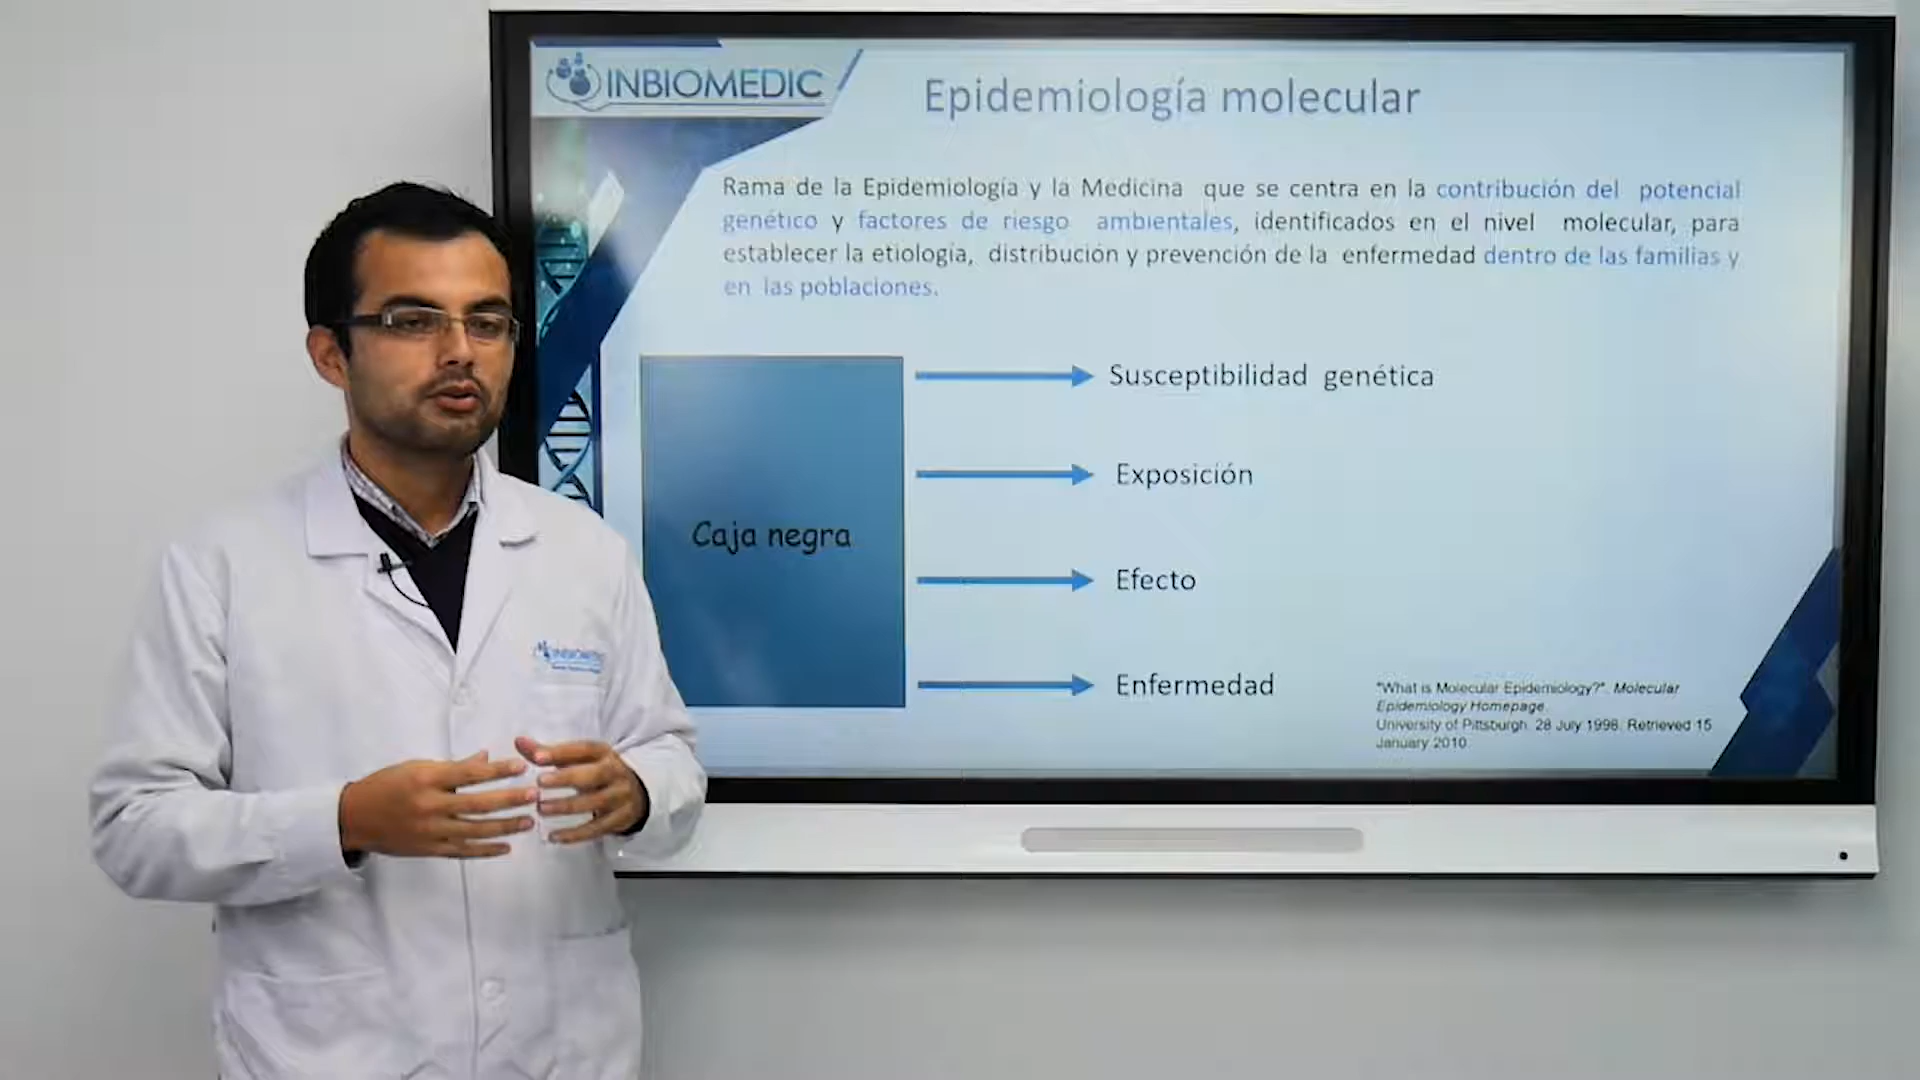 INBIOMEDIC
Epidemiología molecular
Rama de la Epidemiología y la Medicina que se centra en la contribución del potencial
genético y factores de riesgo ambientales, identificados en el nivel molecular, para
establecer la etiología, distribución y prevención de la enfermedad dentro de las familias y
en las poblaciones.
Susceptibilidad genética
Exposición
Caja negra
Efecto
Enfermedad
"What is Molecular Epidemiology?". Molecular
Epidemiology Homepage.
University of Pittsburgh. 28 July 1998. Retrieved 15
January 2010.
INBIOMEDIC